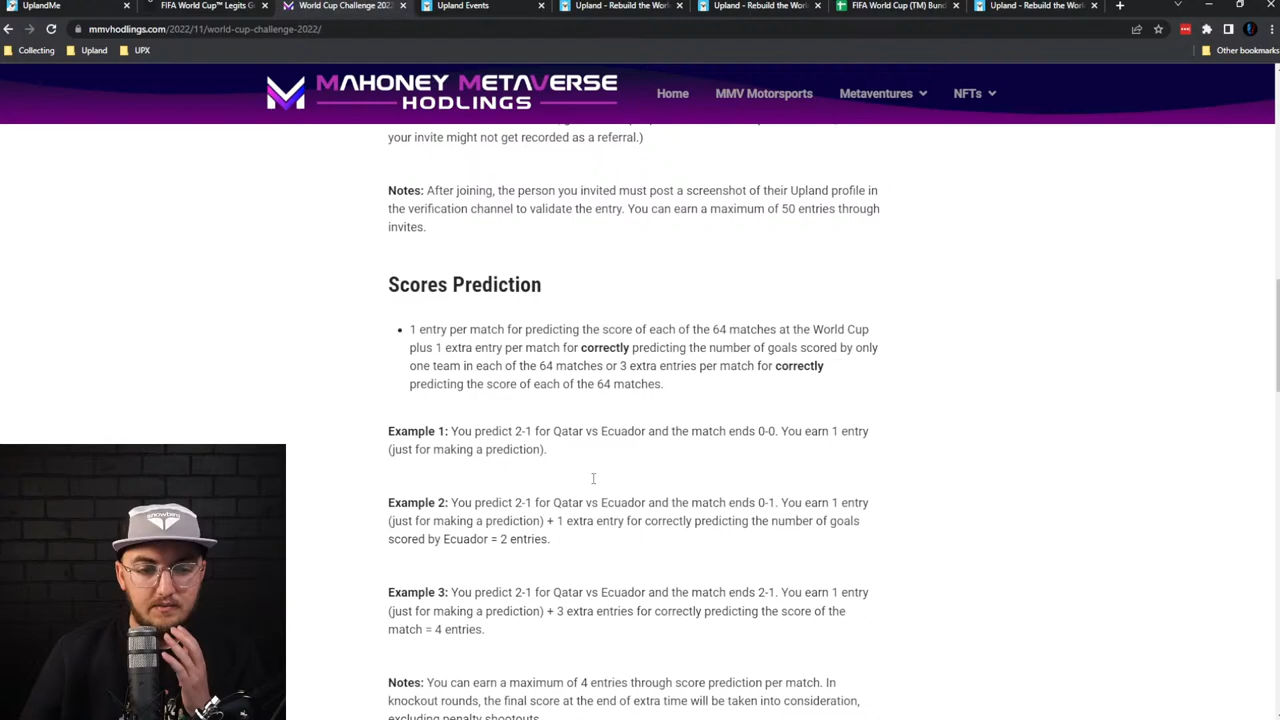 UplandMe
FIFA World Cup™ Legits G
World Cup Challenge 2022
Upland Events
Upland - Rebuild the Wor
Upland - Rebuild the Wor
FIFA World Cup (TM) Bund
Upland - Rebuild the Wor
mmvhodlings.com/2022/11/world-cup-challenge-2022/
Collecting
Upland
UPX
Other bookmarks
MAHONEY METAVERSE
HODLINGS
Home
MMV Motorsports
Metaventures
NFTs
your invite might not get recorded as a referral.)
Notes: After joining, the person you invited must post a screenshot of their Upland profile in
the verification channel to validate the entry. You can earn a maximum of 50 entries through
invites.
Scores Prediction
1 entry per match for predicting the score of each of the 64 matches at the World Cup
plus 1 extra entry per match for correctly predicting the number of goals scored by only
one team in each of the 64 matches or 3 extra entries per match for correctly
predicting the score of each of the 64 matches.
Example 1: You predict 2-1 for Qatar vs Ecuador and the match ends 0-0. You earn 1 entry
(just for making a prediction).
Example 2: You predict 2-1 for Qatar vs Ecuador and the match ends 0-1. You earn 1 entry
(just for making a prediction) + 1 extra entry for correctly predicting the number of goals
scored by Ecuador = 2 entries.
Example 3: You predict 2-1 for Qatar vs Ecuador and the match ends 2-1. You earn 1 entry
(just for making a prediction) + 3 extra entries for correctly predicting the score of the
match = 4 entries.
Notes: You can earn a maximum of 4 entries through score prediction per match. In
knockout rounds, the final score at the end of extra time will be taken into consideration,
excluding penalty shootouts.
snowbird